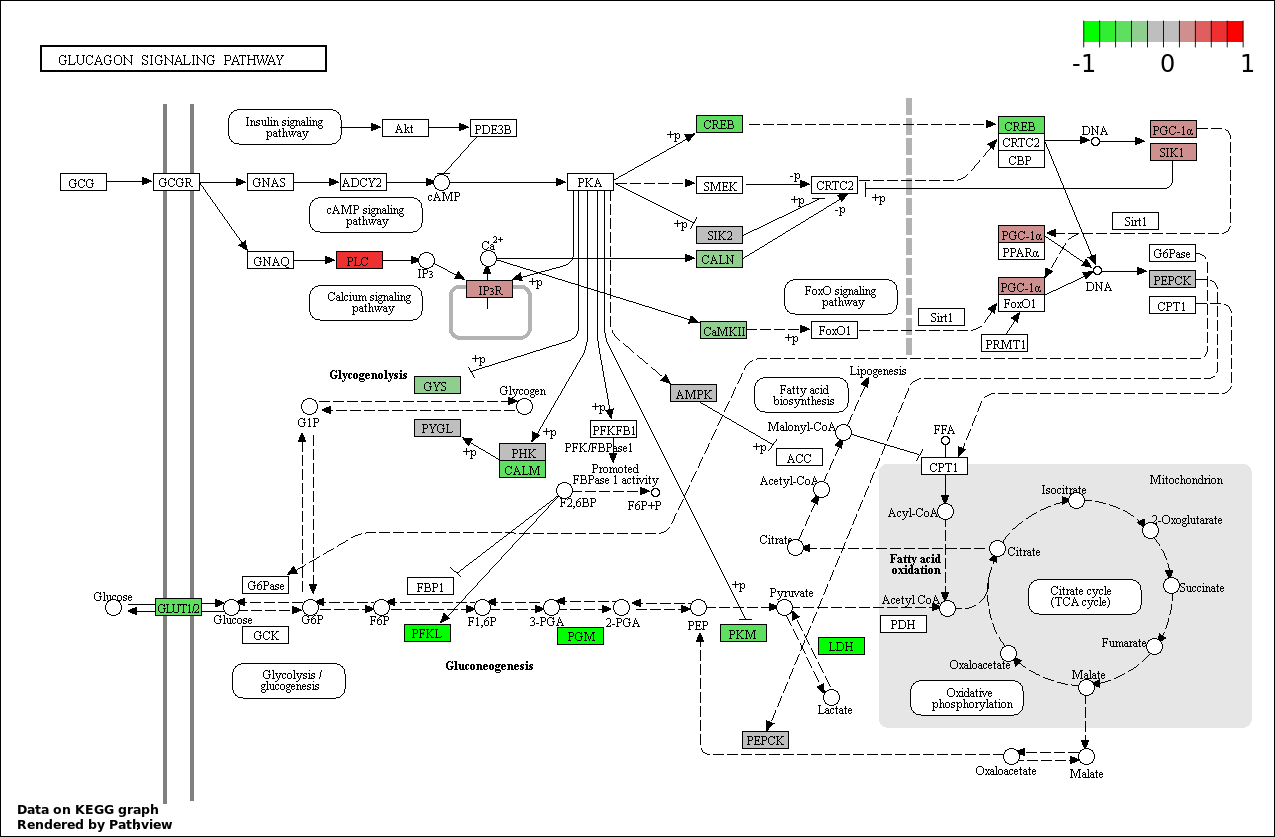 -1 0 1
GLUCAGON SIGNALING PATHWAY
Insulin signaling
pathway
Akt
PDE3B
CREB
+p
CREB
CRTC2
CBP
DNA
PGC-1α
SIK1
GCG
GCGR
GNAS
ADCY2
cAMP
PKA
SMEK
-p
CRTC2
+p
+p
-p
cAMP signaling
pathway
+p
SIK2
CALN
PGC-1α
PPARα
Sirt1
GNAQ
PLC
IP3
Ca2+
IP3R
+p
G6Pase
PEPCK
CPT1
DNA
PGC-1α
FoxO1
Calcium signaling
pathway
FoxO signaling
pathway
CaMKII
+p
FoxO1
Sirt1
PRMT1
+p
Glycogenolysis
GYS
Glycogen
G1P
AMPK
Fatty acid
biosynthesis
Lipogenesis
PYGL
+p
PHK
CALM
+p
+p
PFKFB1
PFK/FBPase1
Promoted
FBPase 1 activity
F2,6BP
F6P+P
Malonyl-CoA
+p
ACC
Acetyl-CoA
Citrate
FFA
CPT1
Mitochondrion
Acyl-CoA
Isocitrate
2-Oxoglutarate
Fatty acid
oxidation
Citrate
Citrate cycle
(TCA cycle)
Succinate
Fumarate
Malate
Oxaloacetate
Oxidative
phosphorylation
G6Pase
FBP1
+p
Glucose
GLUT1/2
Glucose
G6P
F6P
F1,6P
3-PGA
2-PGA
PEP
Pyruvate
Acetyl CoA
GCK
PFKL
PGM
PKM
LDH
PDH
Glycolysis /
glucogenesis
Gluconeogenesis
Lactate
PEPCK
Oxaloacetate
Malate
Data on KEGG graph
Rendered by Pathview